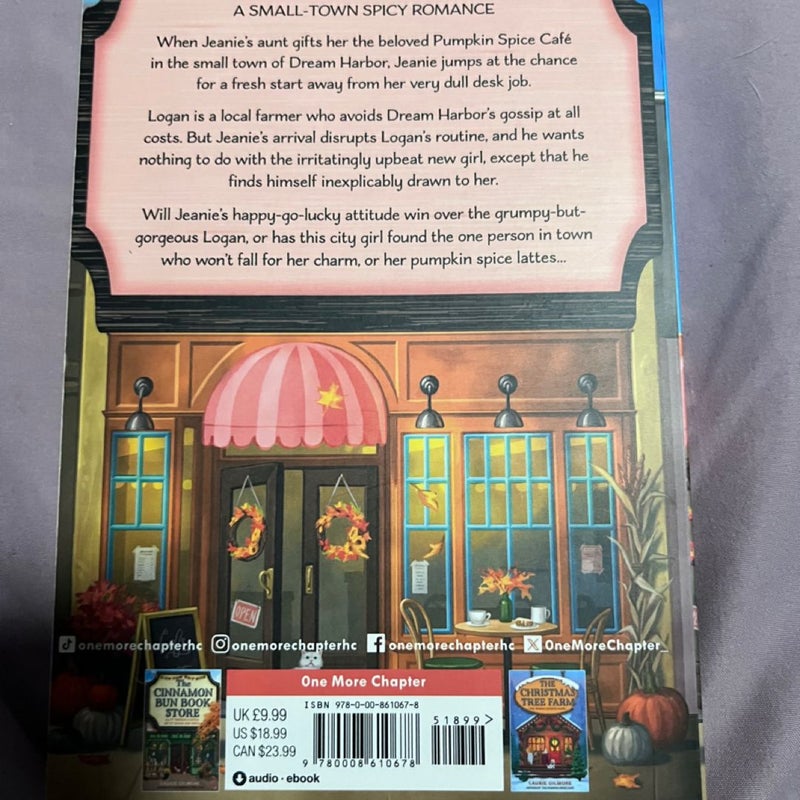 A SMALL-TOWN SPICY ROMANCE
When Jeanie's aunt gifts her the beloved Pumpkin Spice Café
in the small town of Dream Harbor, Jeanie jumps at the chance
for a fresh start away from her very dull desk job.
Logan is a local farmer who avoids Dream Harbor's gossip at all
costs. But Jeanie's arrival disrupts Logan's routine, and he wants
nothing to do with the irritatingly upbeat new girl, except that he
finds himself inexplicably drawn to her.
Will Jeanie's happy-go-lucky attitude win over the grumpy-but-
gorgeous Logan, or has this city girl found the one person in town
who won't fall for her charm, or her pumpkin spice lattes...
OPEN
onemorechapterhc onemorechapterhc onemorechapterhc OneMoreChapter_
The
CINNAMON
BUN BOOK
STORE
One More Chapter
ISBN 978-0-00-861067-8
UK £9.99
US $18.99
CAN $23.99
51899>
9 780008 610678
audio · ebook
THE
CHRISTMAS
TREE FARM
LAURIE GILMORE